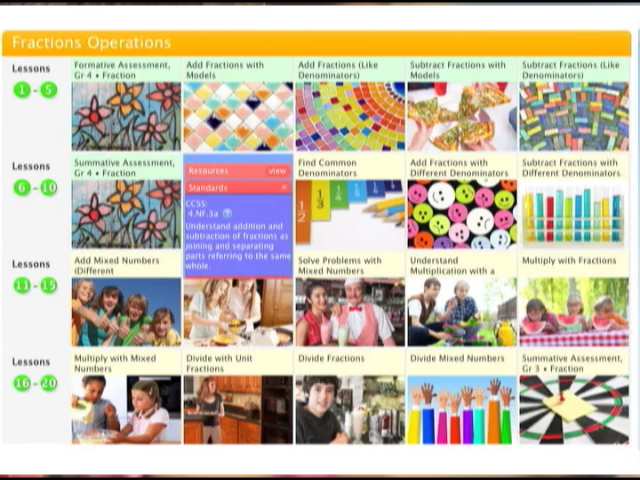 Fractions Operations
Lessons
1 - 5
Formative Assessment,
Gr 4 • Fraction
Add Fractions with
Models
Add Fractions (Like
Denominators)
Subtract Fractions with
Models
Subtract Fractions (Like
Denominators)
Lessons
6 - 10
Summative Assessment,
Gr 4 • Fraction
Resources view
Standards ×
CCSS:
4.NF.3a ?
Understand addition and
subtraction of fractions as
joining and separating
parts referring to the same
whole.
Find Common
Denominators
1/2 1/3
Add Fractions with
Different Denominators
Subtract Fractions with
Different Denominators
Lessons
11 - 15
Add Mixed Numbers
(Different
Solve Problems with
Mixed Numbers
Understand
Multiplication with a
Multiply with Fractions
Lessons
16 - 20
Multiply with Mixed
Numbers
Divide with Unit
Fractions
Divide Fractions
Divide Mixed Numbers
Summative Assessment,
Gr 3 • Fraction